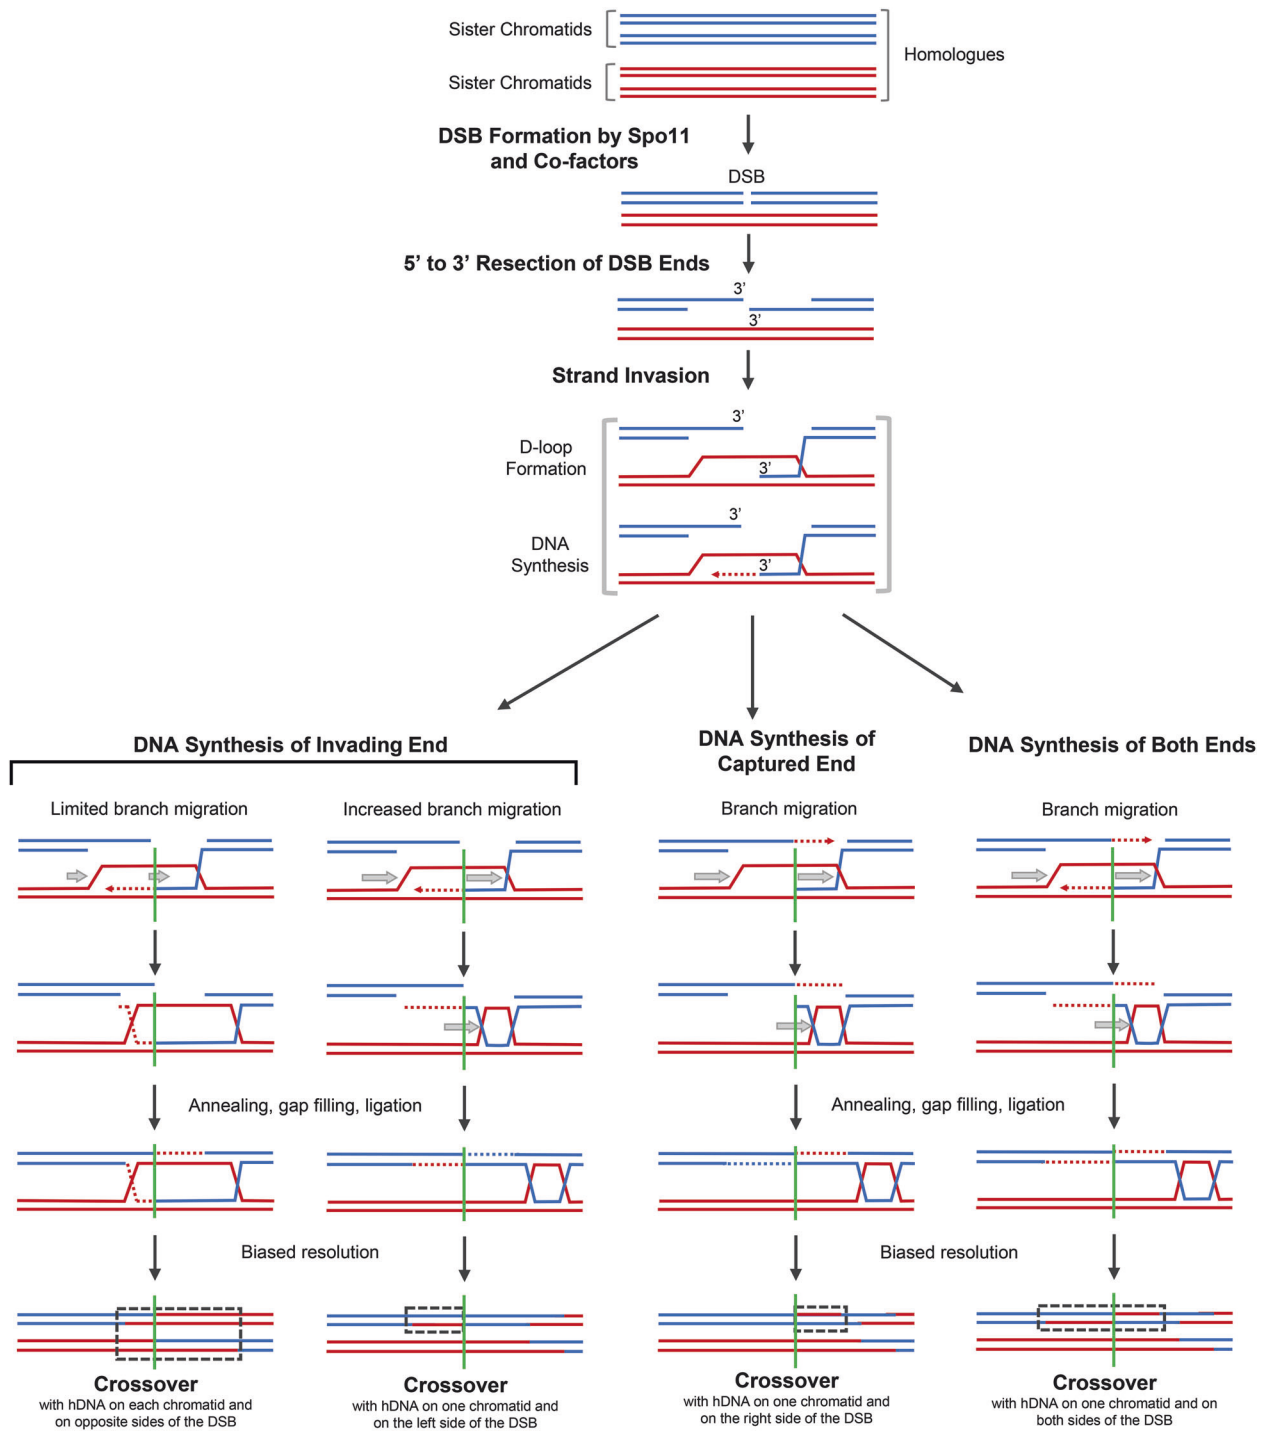 Sister Chromatids
Homologues
Sister Chromatids
DSB Formation by Spo11
and Co-factors
DSB
5’ to 3’ Resection of DSB Ends
3’
3’
Strand Invasion
3’
D-loop
Formation
3’
3’
DNA
Synthesis
3’
DNA Synthesis of Invading End
DNA Synthesis of
Captured End
DNA Synthesis of Both Ends
Limited branch migration
Increased branch migration
Branch migration
Branch migration
Annealing, gap filling, ligation
Annealing, gap filling, ligation
Biased resolution
Biased resolution
Crossover
with hDNA on each chromatid and
on opposite sides of the DSB
Crossover
with hDNA on one chromatid and
on the left side of the DSB
Crossover
with hDNA on one chromatid and
on the right side of the DSB
Crossover
with hDNA on one chromatid and on
both sides of the DSB